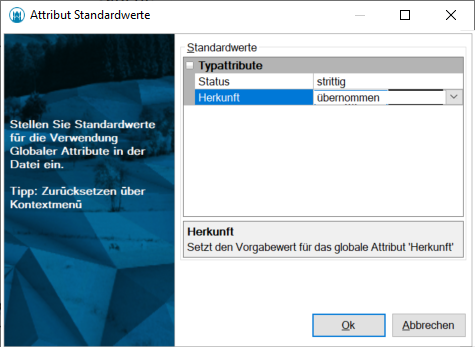 Attribut Standardwerte
Stellen Sie Standardwerte
für die Verwendung
Globaler Attribute in der
Datei ein.
Tipp: Zurücksetzen über
Kontextmenü
Standardwerte
Typattribute
Status strittig
Herkunft übernommen
Herkunft
Setzt den Vorgabewert für das globale Attribut 'Herkunft'
Ok Abbrechen